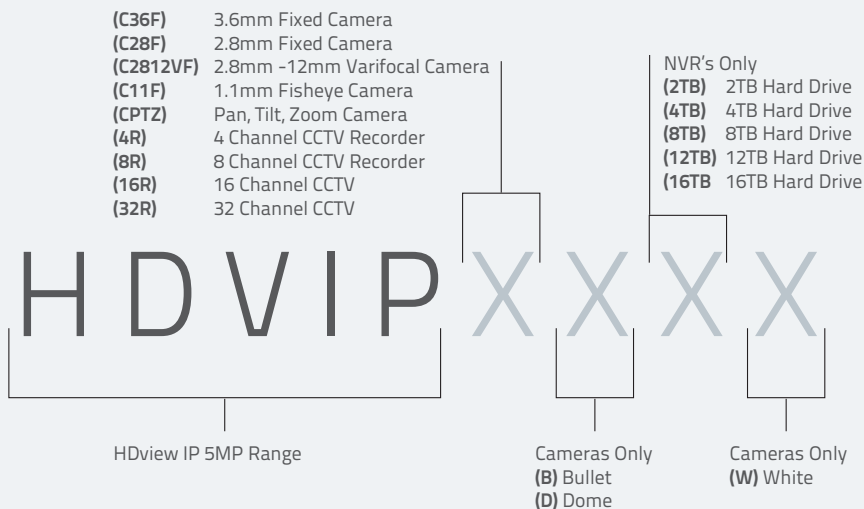 (C36F) 3.6mm Fixed Camera
(C28F) 2.8mm Fixed Camera
(C2812VF) 2.8mm -12mm Varifocal Camera
(C11F) 1.1mm Fisheye Camera
(CPTZ) Pan, Tilt, Zoom Camera
(4R) 4 Channel CCTV Recorder
(8R) 8 Channel CCTV Recorder
(16R) 16 Channel CCTV
(32R) 32 Channel CCTV
NVR's Only
(2TB) 2TB Hard Drive
(4TB) 4TB Hard Drive
(8TB) 8TB Hard Drive
(12TB) 12TB Hard Drive
(16TB 16TB Hard Drive
HDVIPXXXX
HDview IP 5MP Range
Cameras Only
(B) Bullet
(D) Dome
Cameras Only
(W) White